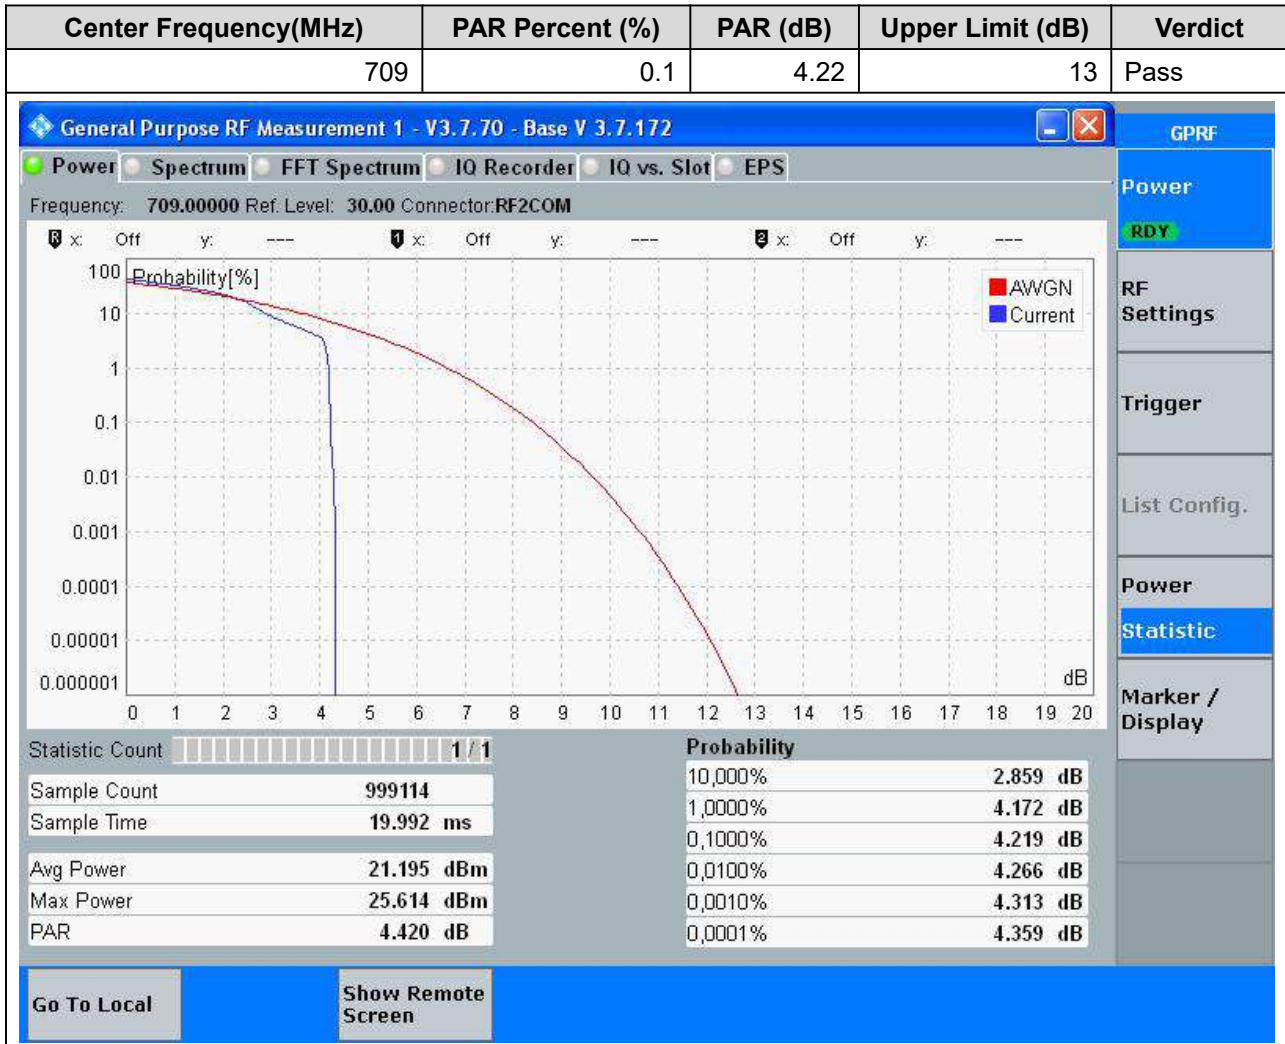 Center Frequency(MHz) PAR Percent (%) PAR (dB) Upper Limit (dB) Verdict
709 0.1 4.22 13 Pass
General Purpose RF Measurement 1 - V3.7.70 - Base V 3.7.172
GPRF
Power Spectrum FFT Spectrum IQ Recorder IQ vs. Slot EPS
Power
RDY
Frequency: 709.00000 Ref. Level: 30.00 Connector:RF2COM
R x: Off y: --- 1 x: Off y: --- 2 x: Off y: ---
Probability[%]
AWGN
Current
100
10
1
0.1
0.01
0.001
0.0001
0.00001
0.000001
dB
0 1 2 3 4 5 6 7 8 9 10 11 12 13 14 15 16 17 18 19 20
RF
Settings
Trigger
List Config.
Power
Statistic
Marker /
Display
Statistic Count 1 / 1
Sample Count 999114
Sample Time 19.992 ms
Avg Power 21.195 dBm
Max Power 25.614 dBm
PAR 4.420 dB
Probability
10,000% 2.859 dB
1,0000% 4.172 dB
0,1000% 4.219 dB
0,0100% 4.266 dB
0,0010% 4.313 dB
0,0001% 4.359 dB
Go To Local
Show Remote
Screen